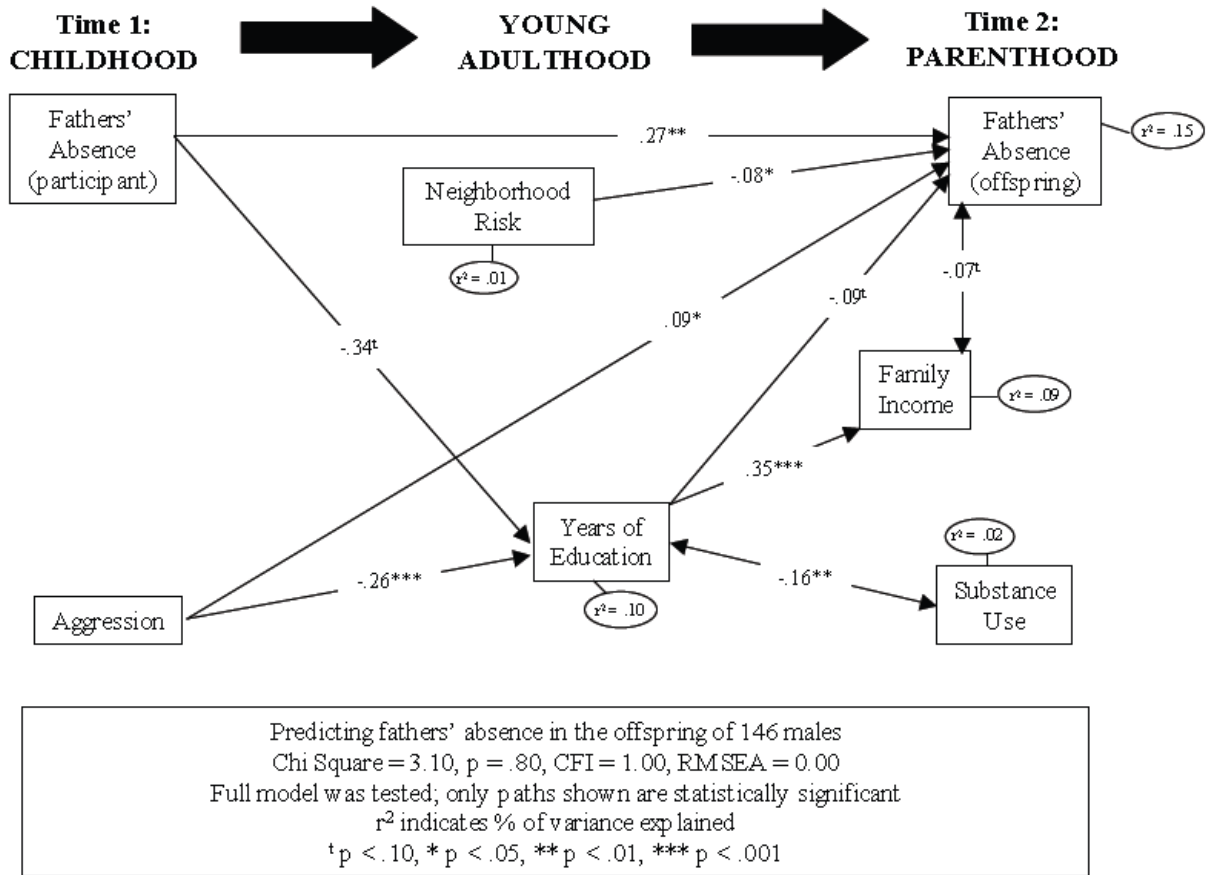 Time 1:
CHILDHOOD
YOUNG
ADULTHOOD
Time 2:
PARENTHOOD
Fathers'
Absence
(participant)
.27**
Fathers'
Absence
(offspring)
r² = .15
Neighborhood
Risk
-.08*
r² = .01
-.07ᵗ
-.09ᵗ
.09*
-.34ᵗ
Family
Income
r² = .09
.35***
Years of
Education
r² = .10
r² = .02
-.26***
-.16**
Substance
Use
Aggression
Predicting fathers' absence in the offspring of 146 males
Chi Square = 3.10, p = .80, CFI = 1.00, RMSEA = 0.00
Full model was tested; only paths shown are statistically significant
r² indicates % of variance explained
ᵗ p < .10, * p < .05, ** p < .01, *** p < .001